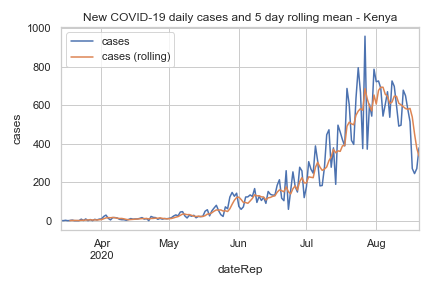 New COVID-19 daily cases and 5 day rolling mean - Kenya
cases
cases (rolling)
1000
800
600
400
200
0
cases
Apr
2020
May
Jun
Jul
Aug
dateRep